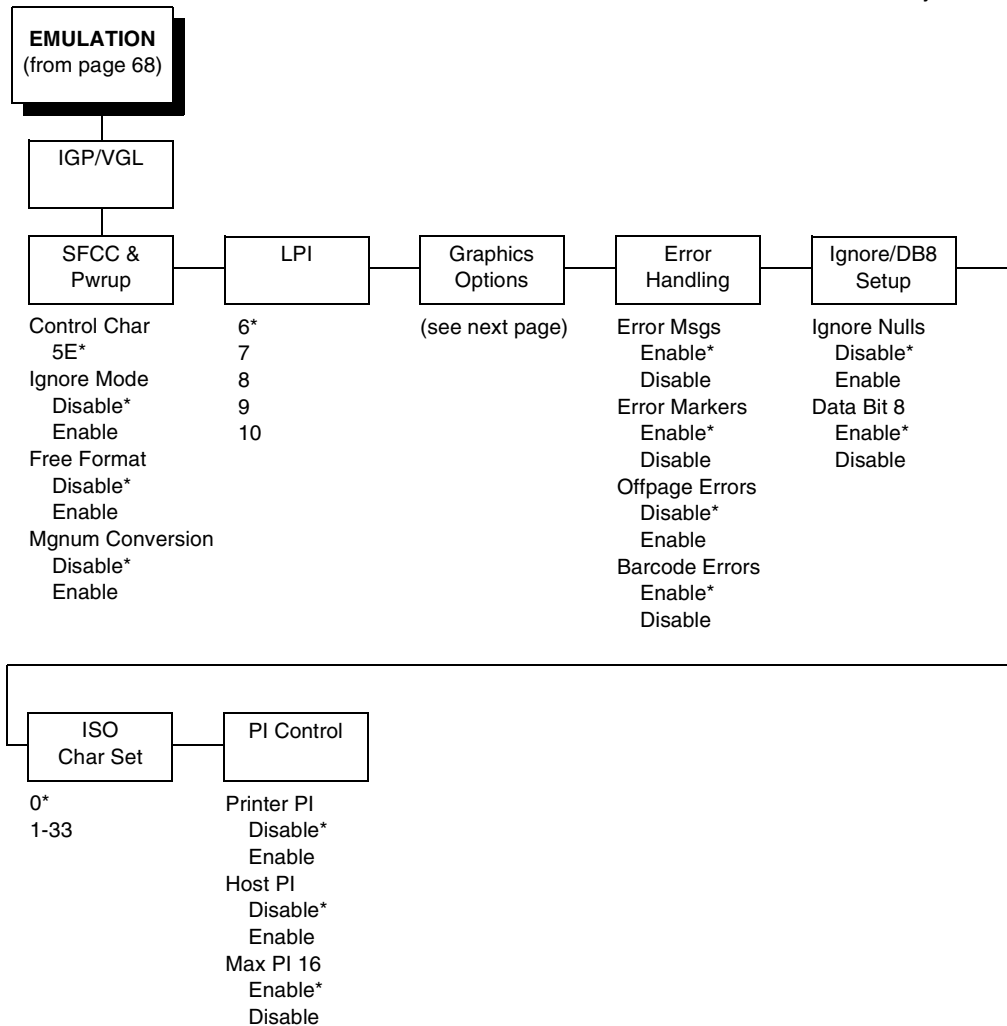 EMULATION
(from page 68)
IGP/VGL
SFCC &
Pwrup
LPI
Graphics
Options
Error
Handling
Ignore/DB8
Setup
Control Char
5E*
Ignore Mode
Disable*
Enable
Free Format
Disable*
Enable
Mgnum Conversion
Disable*
Enable
6*
7
8
9
10
(see next page)
Error Msgs
Enable*
Disable
Error Markers
Enable*
Disable
Offpage Errors
Disable*
Enable
Barcode Errors
Enable*
Disable
Ignore Nulls
Disable*
Enable
Data Bit 8
Enable*
Disable
ISO
Char Set
PI Control
0*
1-33
Printer PI
Disable*
Enable
Host PI
Disable*
Enable
Max PI 16
Enable*
Disable